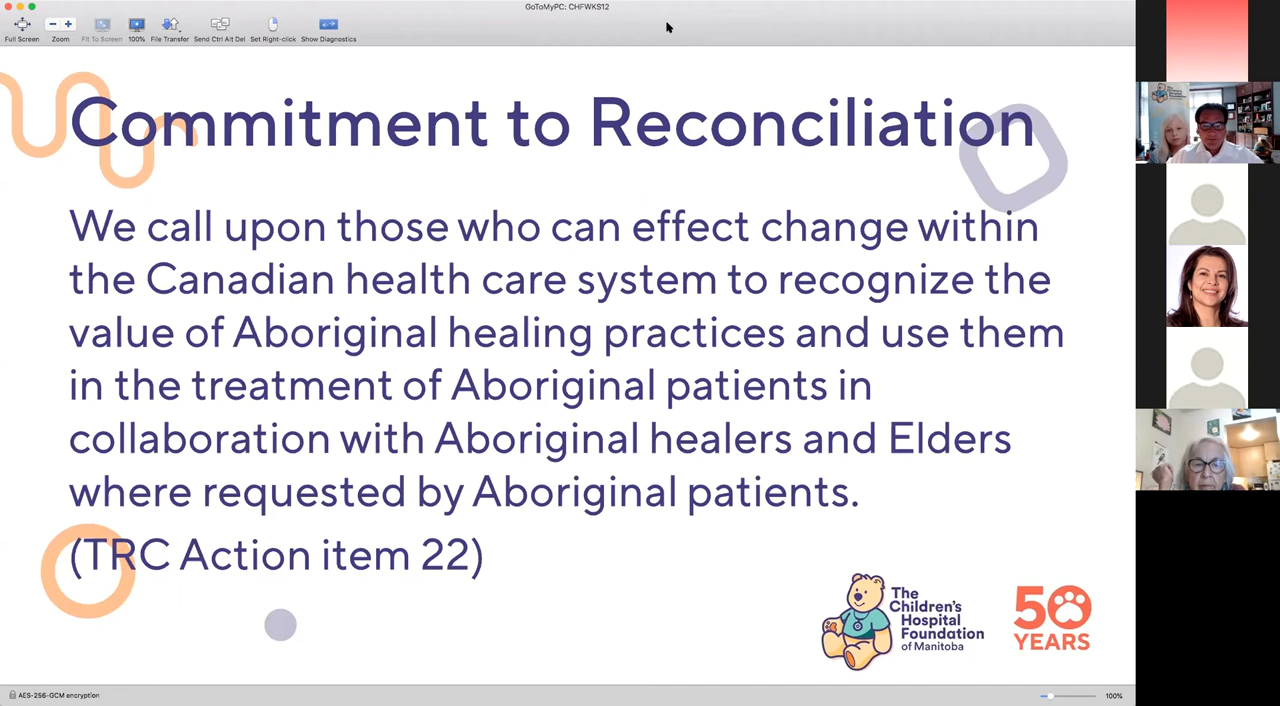 GoToMyPC: CHFWKS12
Full Screen
Zoom
Fit To Screen
100%
File Transfer
Send Ctrl Alt Del
Set Right-click
Show Diagnostics
Commitment to Reconciliation
We call upon those who can effect change within
the Canadian health care system to recognize the
value of Aboriginal healing practices and use them
in the treatment of Aboriginal patients in
collaboration with Aboriginal healers and Elders
where requested by Aboriginal patients.
(TRC Action item 22)
The
Children's
Hospital
Foundation
of Manitoba
50
YEARS
AES-256-GCM encryption
100%
The
Children's
Hospital
Foundation